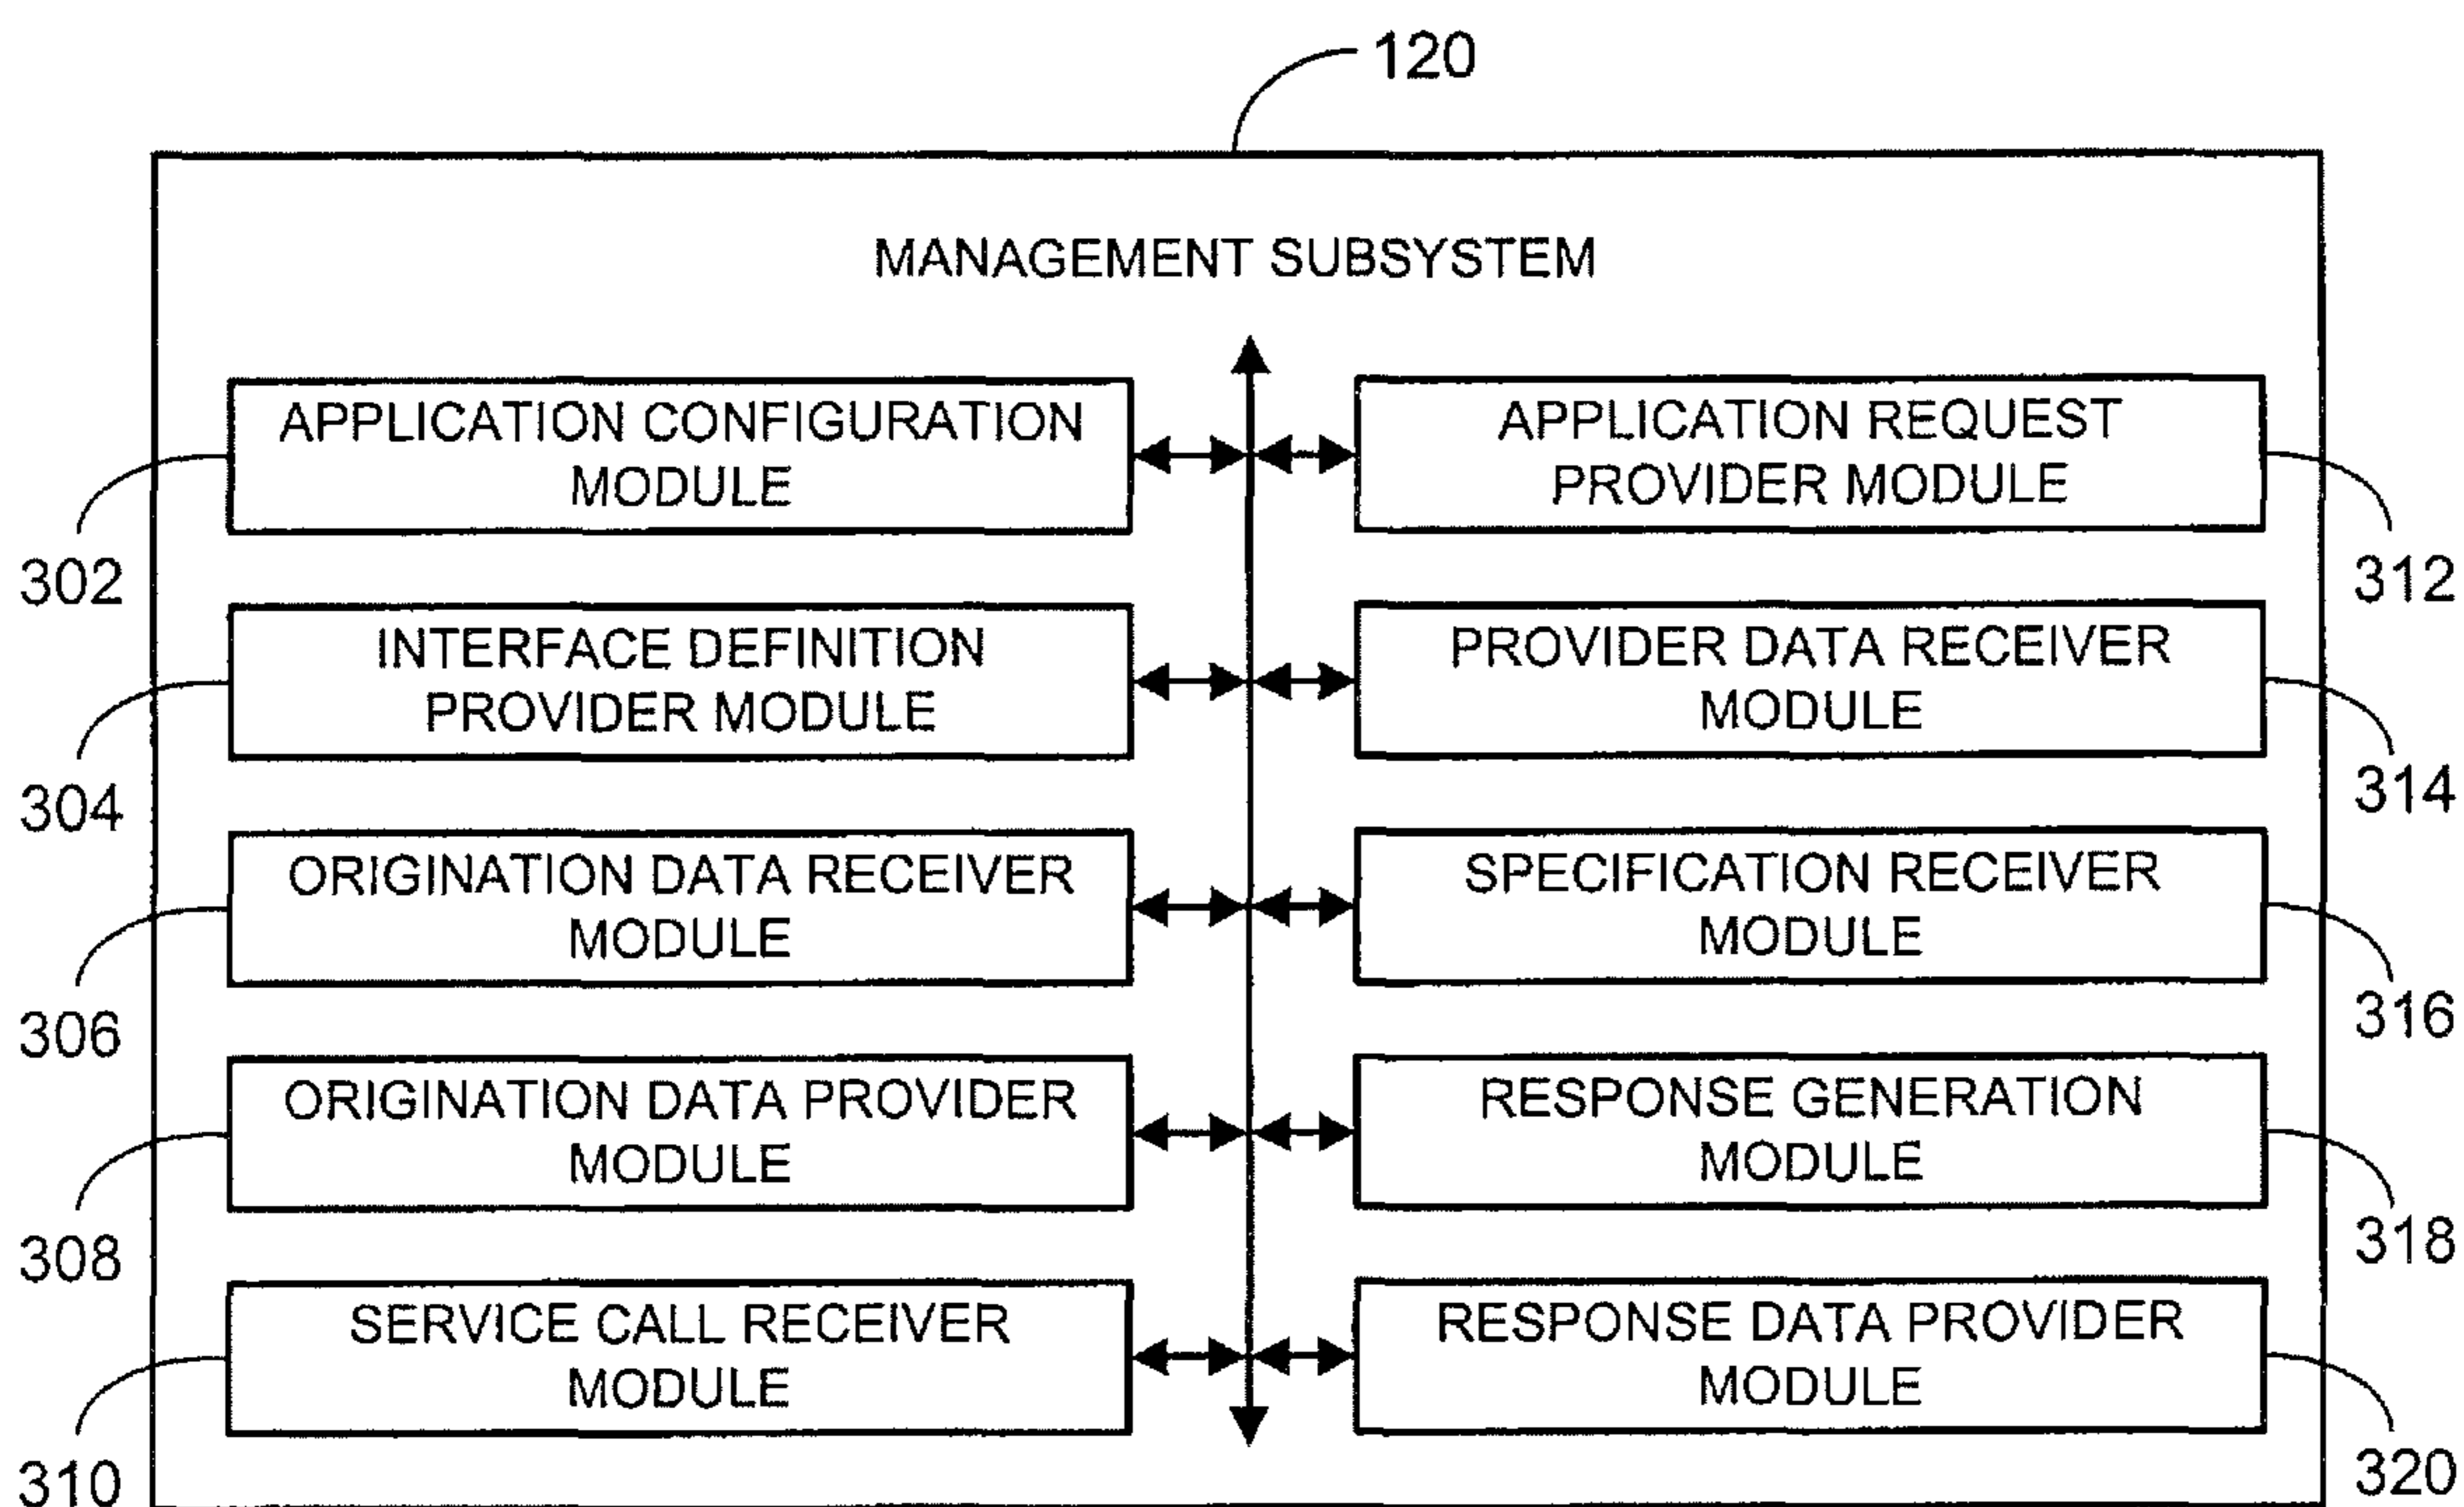 120
MANAGEMENT SUBSYSTEM
APPLICATION CONFIGURATION
MODULE
302
APPLICATION REQUEST
PROVIDER MODULE
312
INTERFACE DEFINITION
PROVIDER MODULE
304
PROVIDER DATA RECEIVER
MODULE
314
ORIGINATION DATA RECEIVER
MODULE
306
SPECIFICATION RECEIVER
MODULE
316
ORIGINATION DATA PROVIDER
MODULE
308
RESPONSE GENERATION
MODULE
318
SERVICE CALL RECEIVER
MODULE
310
RESPONSE DATA PROVIDER
MODULE
320